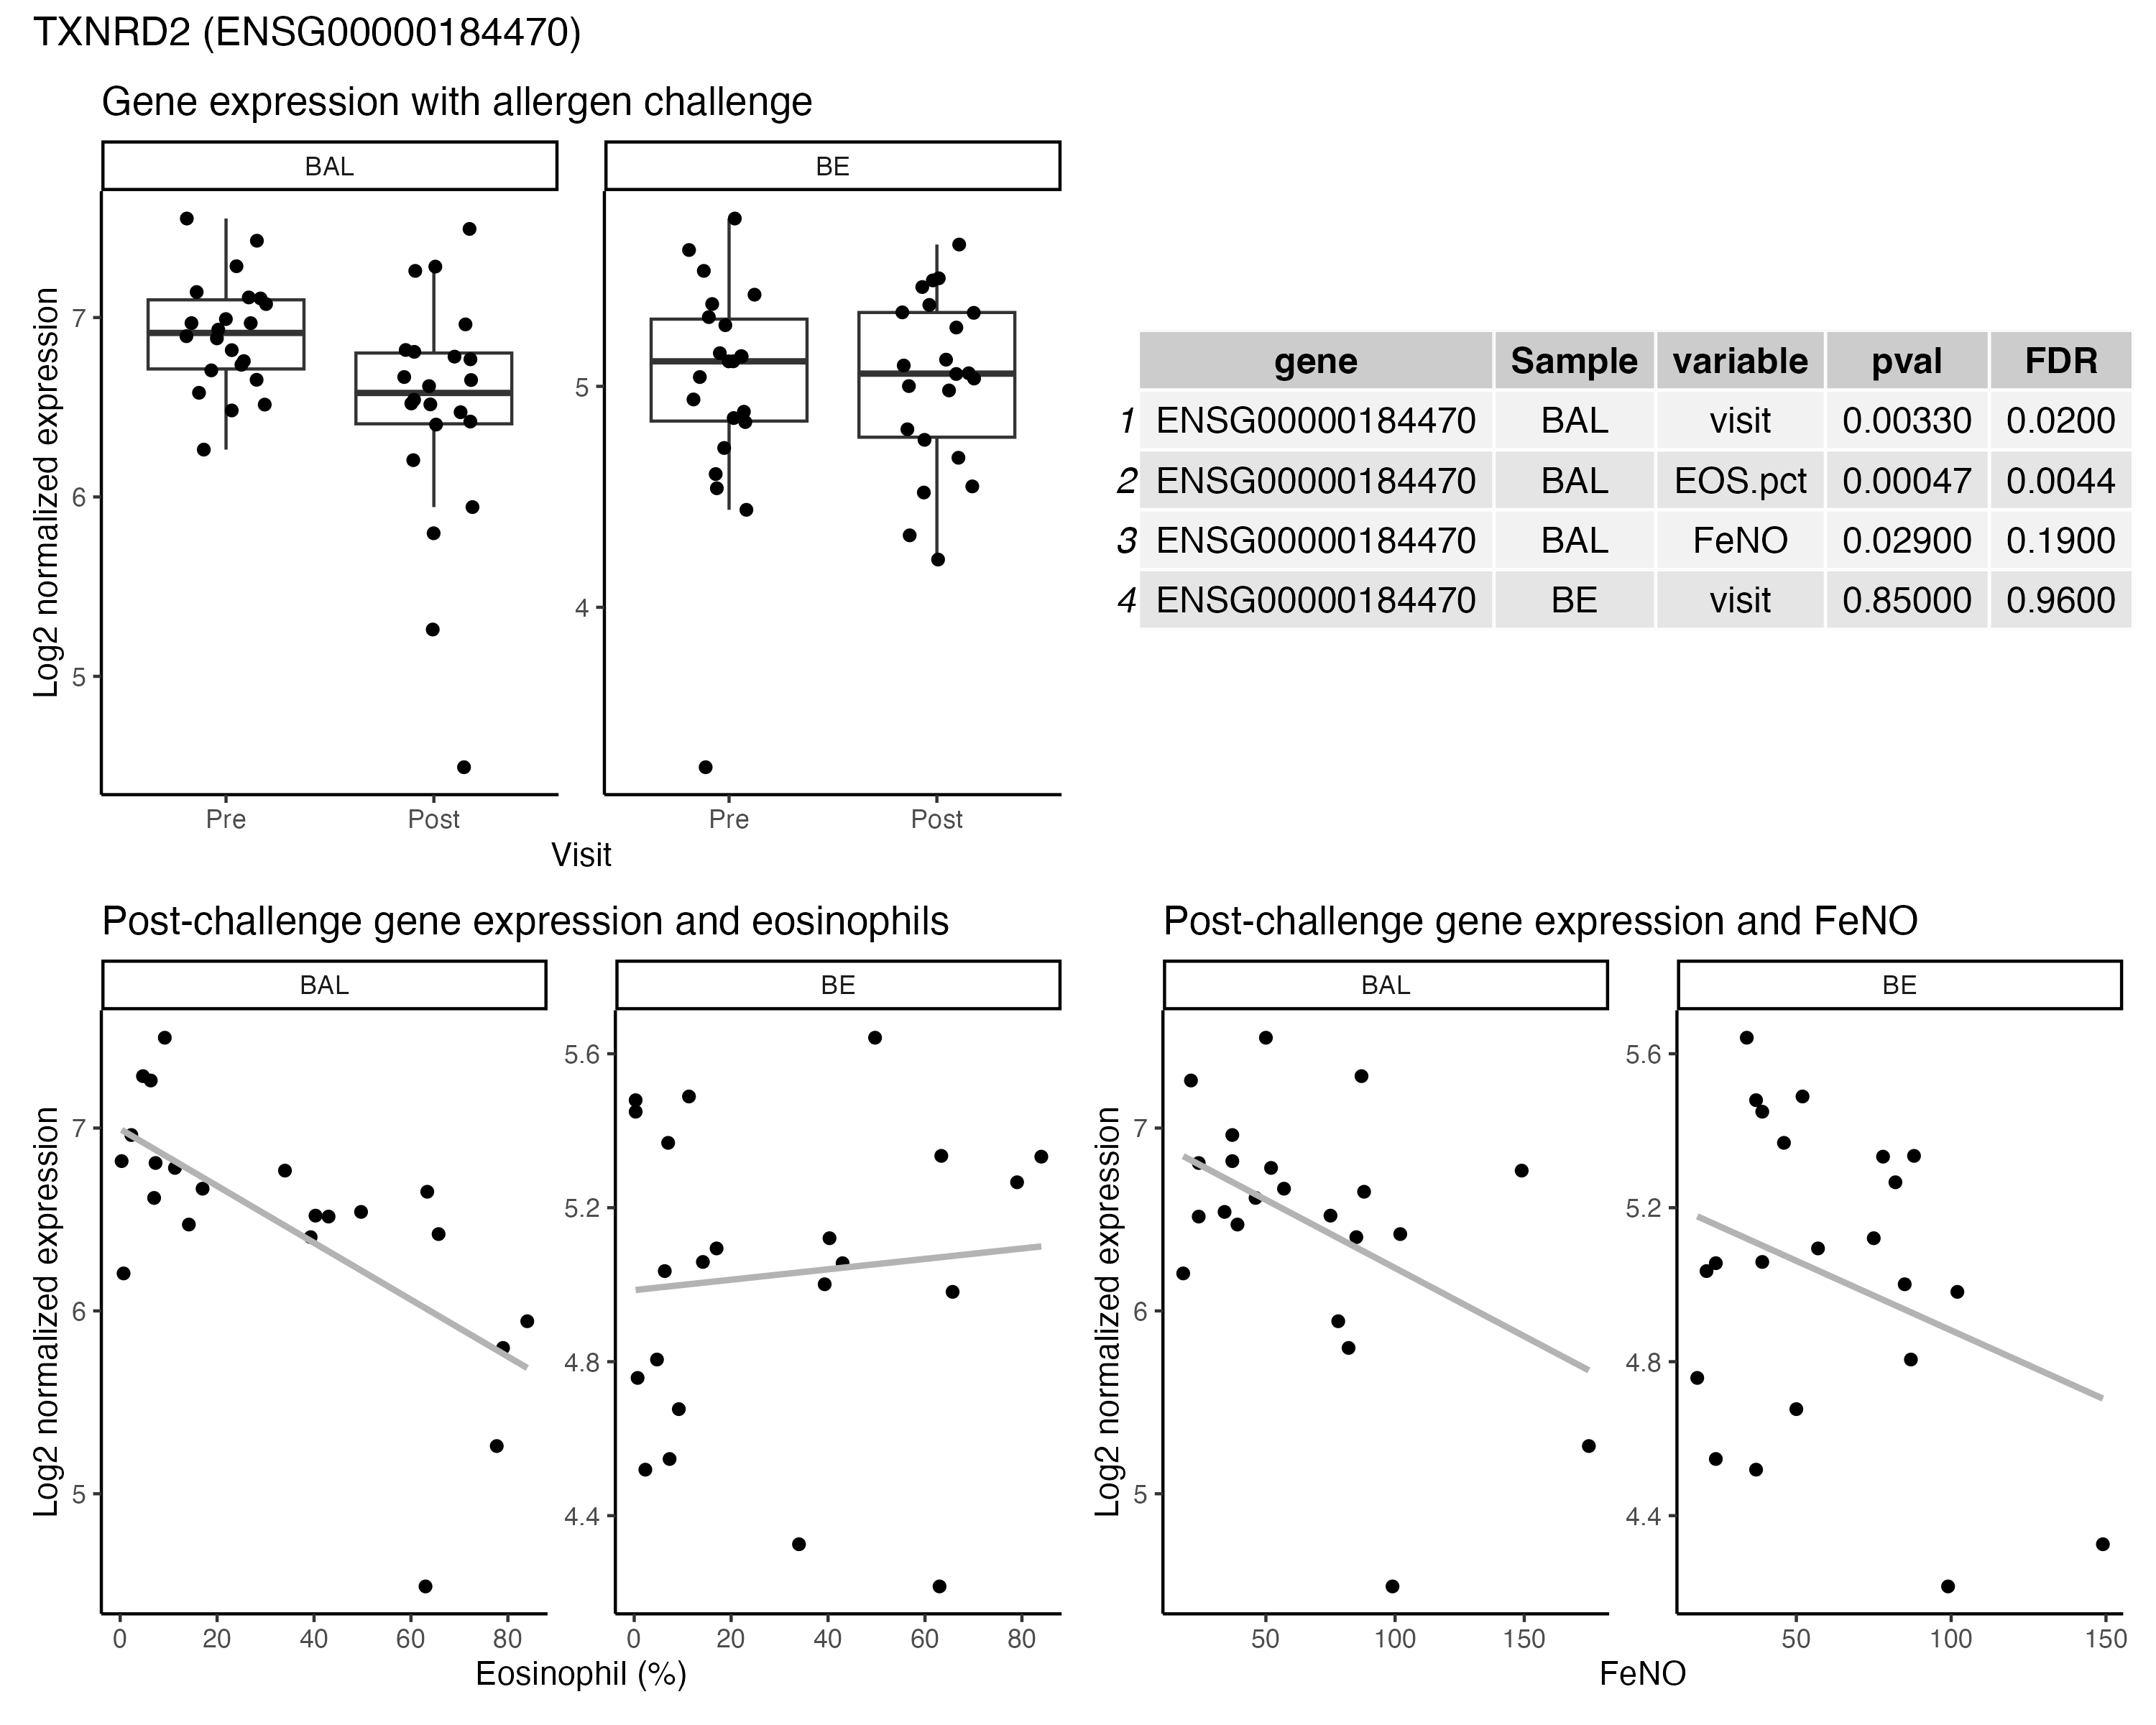 TXNRD2 (ENSG00000184470)
Gene expression with allergen challenge
BAL
BE
Log2 normalized expression
7
6
5
5
4
Pre
Post
Pre
Post
Visit
gene Sample variable pval FDR
1 ENSG00000184470 BAL visit 0.00330 0.0200
2 ENSG00000184470 BAL EOS.pct 0.00047 0.0044
3 ENSG00000184470 BAL FeNO 0.02900 0.1900
4 ENSG00000184470 BE visit 0.85000 0.9600
Post-challenge gene expression and eosinophils
BAL
BE
Log2 normalized expression
7
6
5
5.6
5.2
4.8
4.4
0 20 40 60 80
0 20 40 60 80
Eosinophil (%)
Post-challenge gene expression and FeNO
BAL
BE
Log2 normalized expression
7
6
5
5.6
5.2
4.8
4.4
50 100 150
50 100 150
FeNO